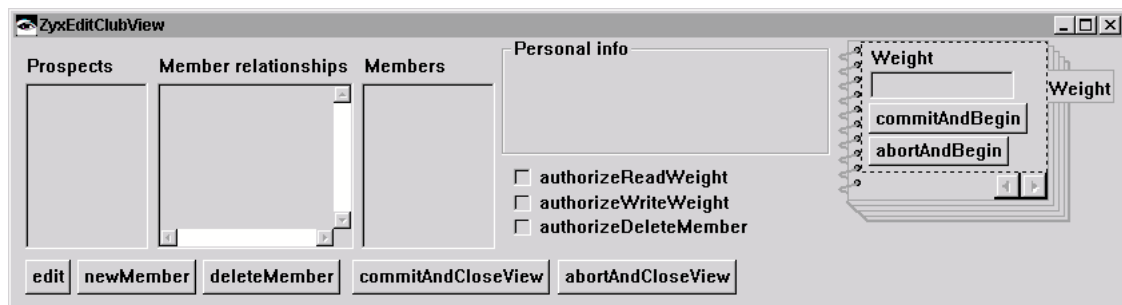 ZyxEditClubView
Prospects
Member relationships
Members
Personal info
authorizeReadWeight
authorizeWriteWeight
authorizeDeleteMember
Weight
commitAndBegin
abortAndBegin
Weight
edit
newMember
deleteMember
commitAndCloseView
abortAndCloseView